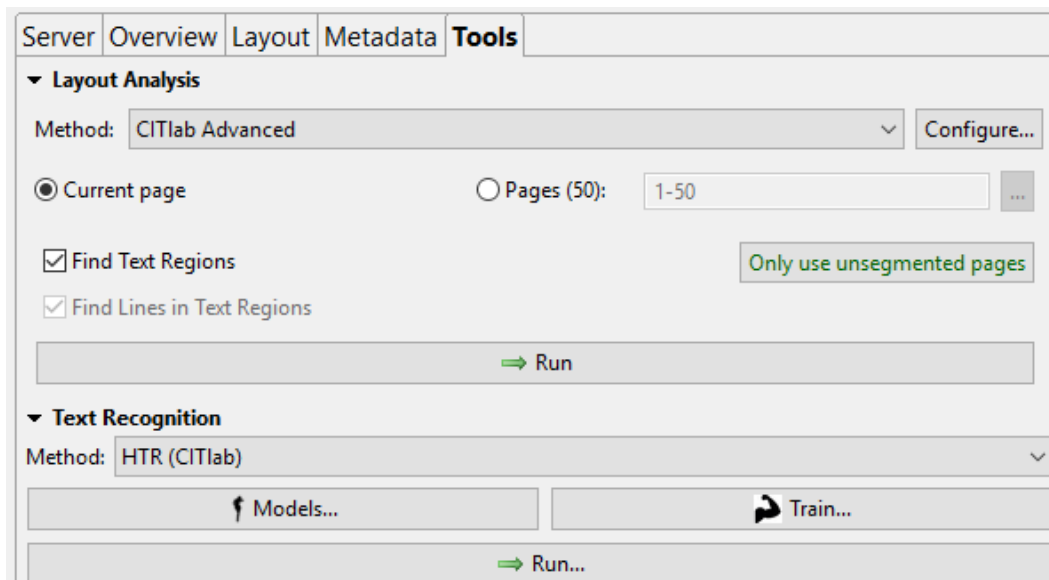 Server Overview Layout Metadata Tools
Layout Analysis
Method: CITlab Advanced Configure...
Current page Pages (50): 1-50 ...
Find Text Regions Only use unsegmented pages
Find Lines in Text Regions
Run
Text Recognition
Method: HTR (CITlab)
Models... Train...
Run...